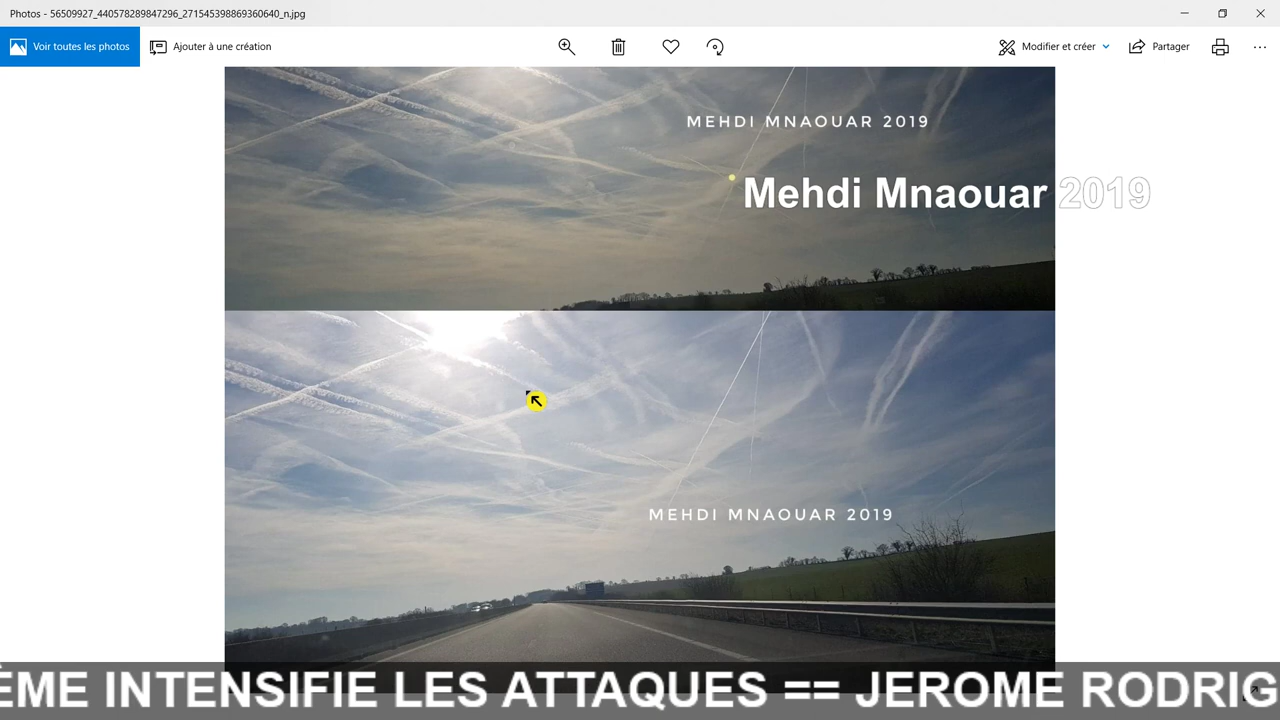 Photos - 56509927_440578289847296_271545398869360640_n.jpg
Voir toutes les photos
Ajouter à une création
Modifier et créer
Partager
MEHDI MNAOUAR 2019
Mehdi Mnaouar 2019
MEHDI MNAOUAR 2019
ÈME INTENSIFIE LES ATTAQUES == JEROME RODRIG